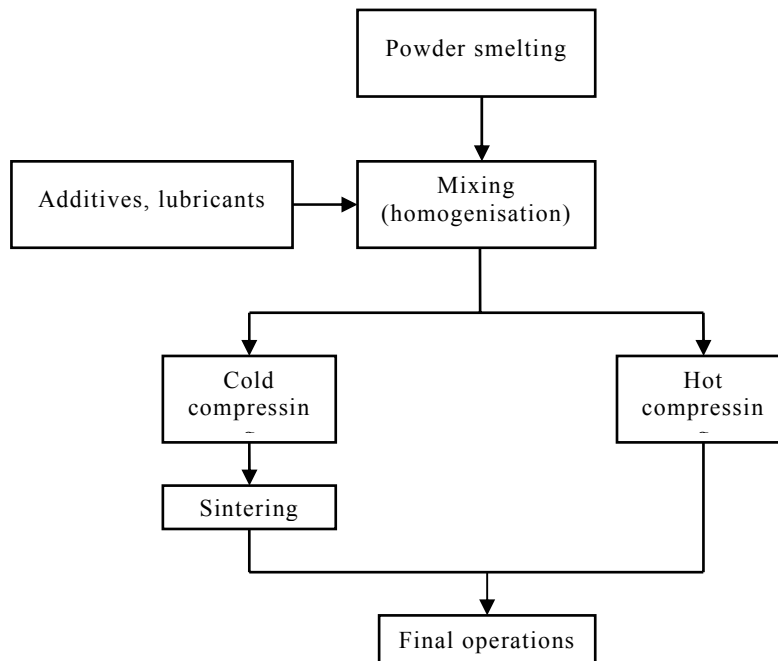 Powder smelting
Additives, lubricants
Mixing
(homogenisation)
Cold
compressin
Hot
compressin
Sintering
Final operations